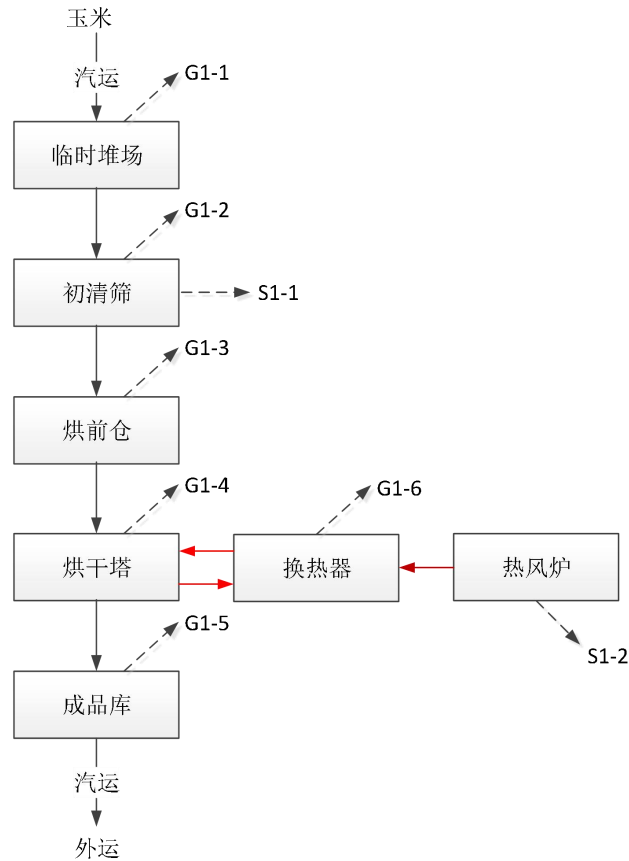 玉米
汽运
G1-1
临时堆场
G1-2
初清筛
S1-1
G1-3
烘前仓
G1-4
G1-6
烘干塔
换热器
热风炉
G1-5
S1-2
成品库
汽运
外运